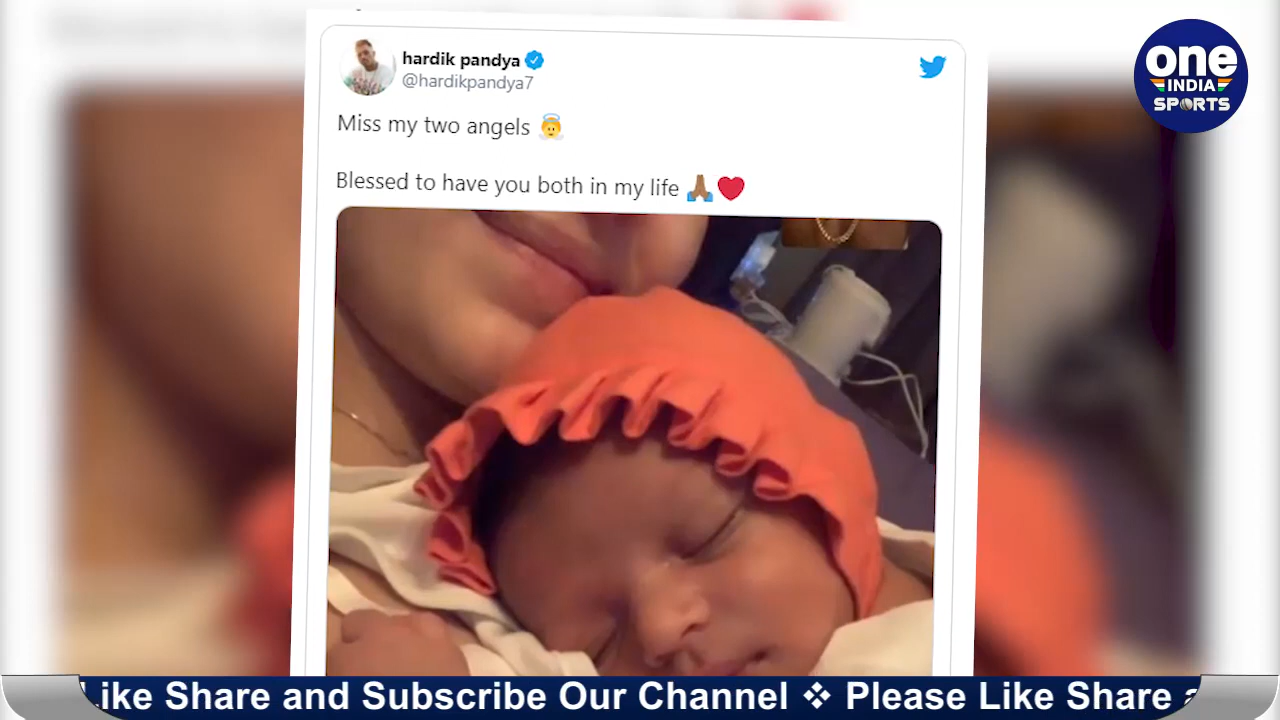 hardik pandya
@hardikpandya7
Miss my two angels 👼
Blessed to have you both in my life 🙏🏾❤️
one
INDIA
SPORTS
Like Share and Subscribe Our Channel ❖ Please Like Share